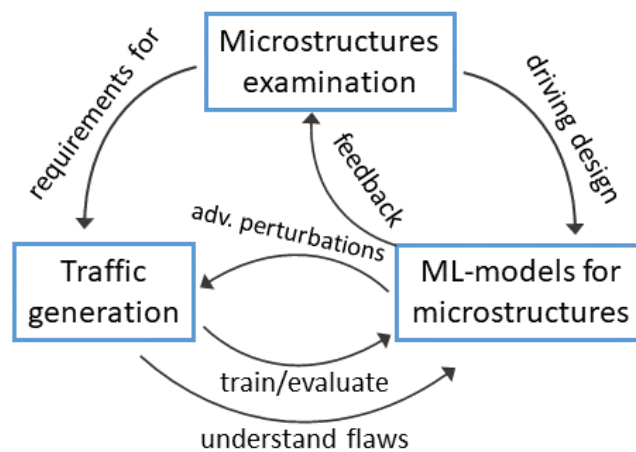 Microstructures
examination
requirements for
driving design
feedback
adv. perturbations
Traffic
generation
ML-models for
microstructures
train/evaluate
understand flaws